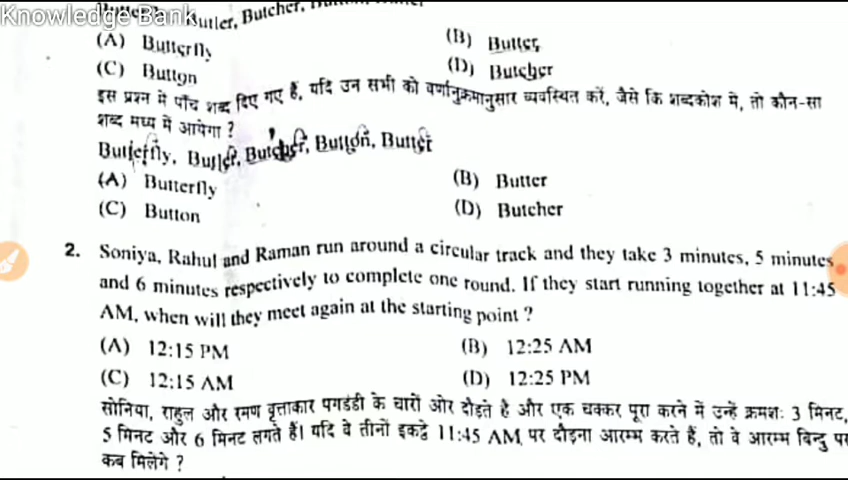 Knowledge Bank
Butler, Butcher,
(A) Butterfly (B) Butter
(C) Button (D) Butcher
इस प्रश्न में पाँच शब्द दिए गए हैं, यदि उन सभी को वर्णानुक्रमानुसार व्यवस्थित करें, जैसे कि शब्दकोश में, तो कौन-सा
शब्द मध्य में आयेगा ?
Butterfly, Butler, Butcher, Button, Butter
(A) Butterfly (B) Butter
(C) Button (D) Butcher
2. Soniya, Rahul and Raman run around a circular track and they take 3 minutes, 5 minutes
and 6 minutes respectively to complete one round. If they start running together at 11:45
AM, when will they meet again at the starting point ?
(A) 12:15 PM (B) 12:25 AM
(C) 12:15 AM (D) 12:25 PM
सोनिया, राहुल और रमण वृत्ताकार पगडंडी के चारों ओर दौड़ते है और एक चक्कर पूरा करने में उन्हें क्रमशः 3 मिनट,
5 मिनट और 6 मिनट लगते हैं। यदि वे तीनों इकट्ठे 11:45 AM पर दौड़ना आरम्भ करते हैं, तो वे आरम्भ बिन्दु पर
कब मिलेंगे ?